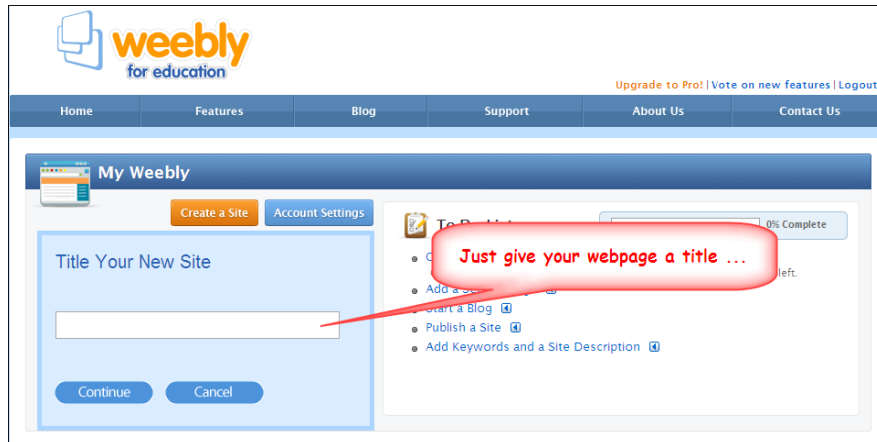 weebly
for education
Upgrade to Pro! | Vote on new features | Logout
Home Features Blog Support About Us Contact Us
My Weebly
Create a Site Account Settings
0% Complete
Title Your New Site
Just give your webpage a title ...
left.
Add a
Start a Blog
Publish a Site
Add Keywords and a Site Description
Continue Cancel